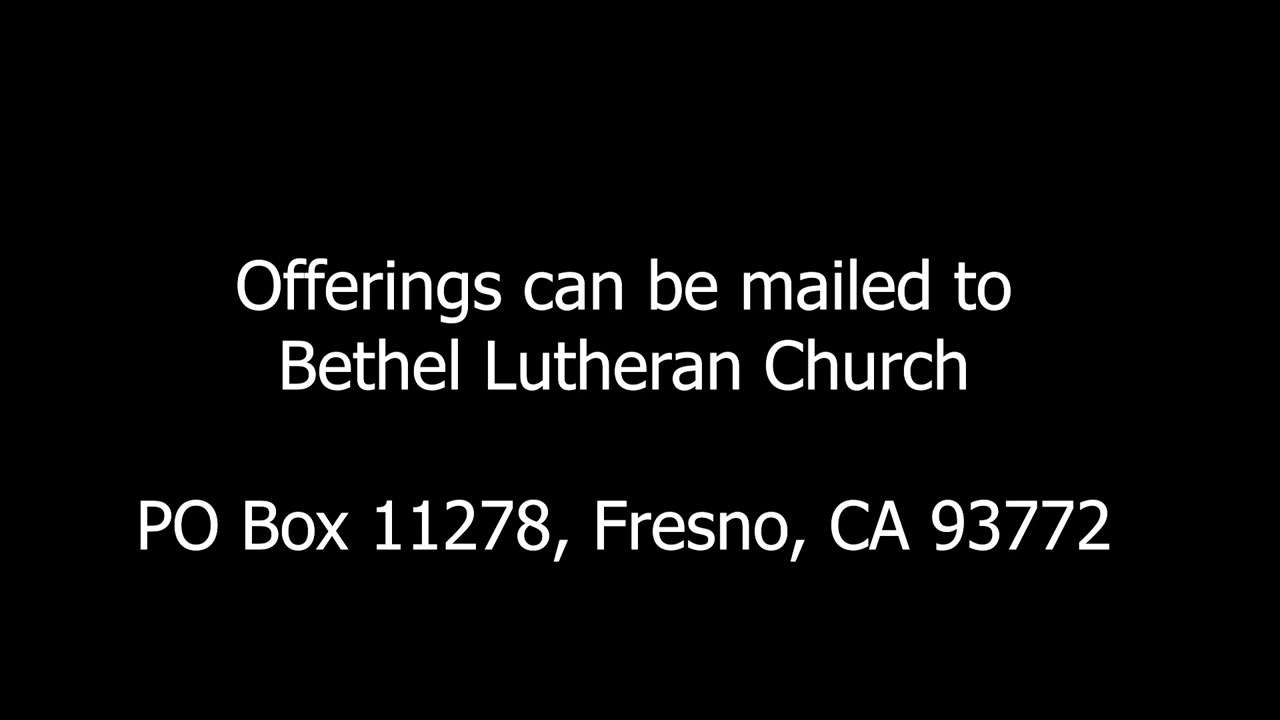 Offerings can be mailed to
Bethel Lutheran Church
PO Box 11278, Fresno, CA 93772